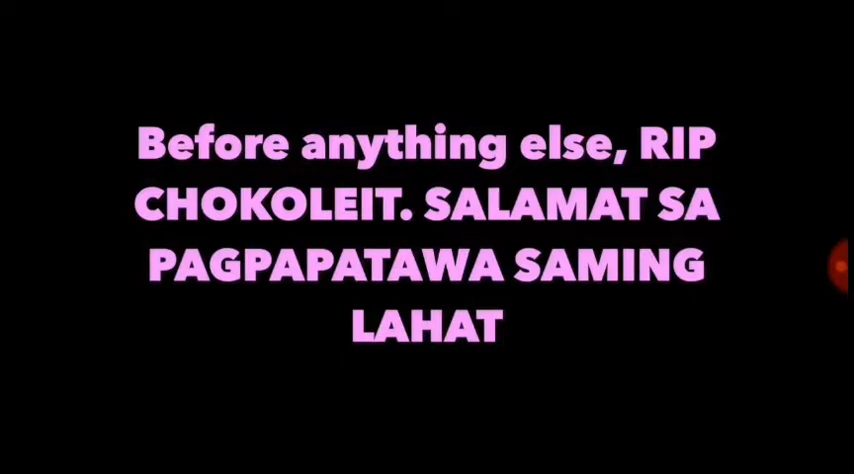 Before anything else, RIP
CHOKOLEIT. SALAMAT SA
PAGPAPATAWA SAMING
LAHAT